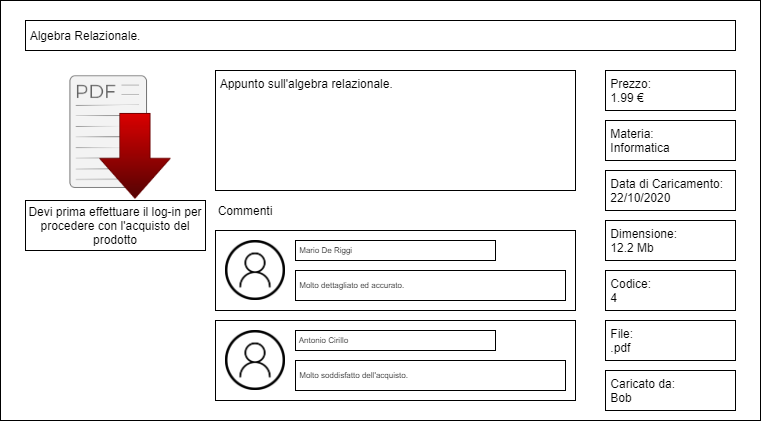 Algebra Relazionale.
PDF
Devi prima effettuare il log-in per
procedere con l'acquisto del
prodotto
Appunto sull'algebra relazionale.
Commenti
Mario De Riggi
Molto dettagliato ed accurato.
Antonio Cirillo
Molto soddisfatto dell'acquisto.
Prezzo:
1.99 €
Materia:
Informatica
Data di Caricamento:
22/10/2020
Dimensione:
12.2 Mb
Codice:
4
File:
.pdf
Caricato da:
Bob